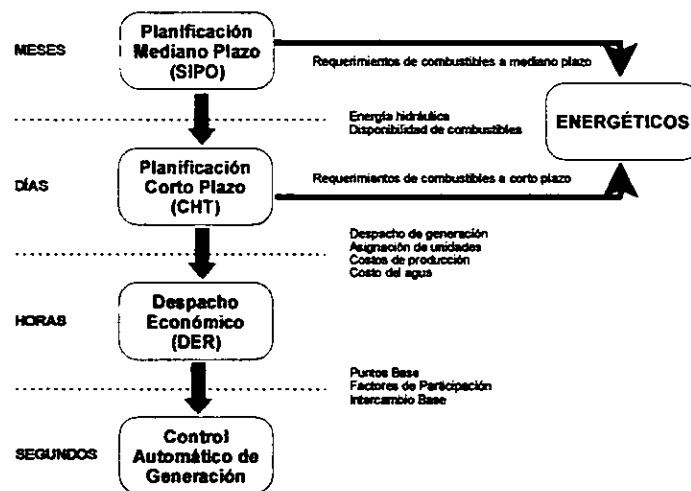 Planificación
Mediano Plazo
(SIPO)
MESES
Requerimientos de combustibles a mediano plazo
ENERGÉTICOS
Energía hidráulica
Disponibilidad de combustibles
Planificación
Corto Plazo
(CHT)
DÍAS
Requerimientos de combustibles a corto plazo
Despacho de generación
Asignación de unidades
Costos de producción
Costo del agus
Despacho
Económico
(DER)
HORAS
Puntos Base
Factores de Participación
Intercambio Base
Control
Automático de
Generación
SEGUNDOS